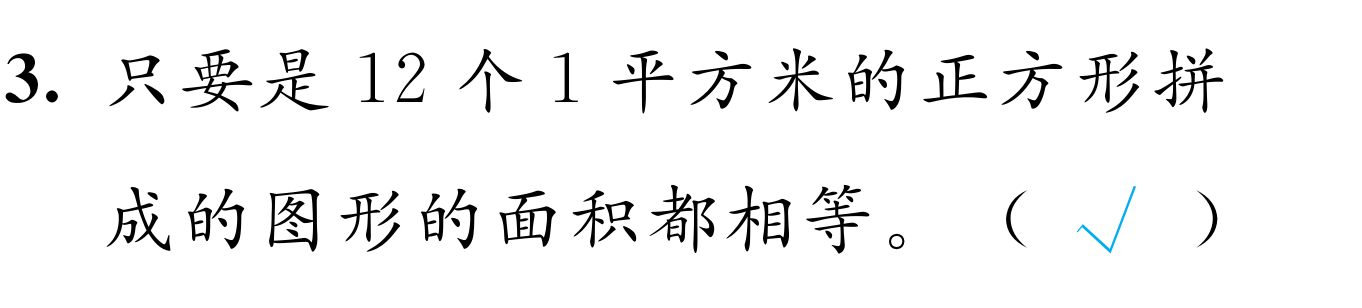 3. 只要是 12 个 1 平方米的正方形拼
成的图形的面积都相等。（ √ ）